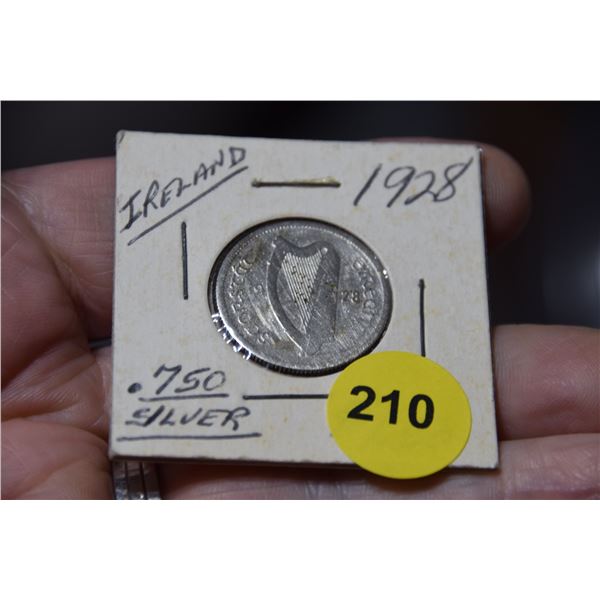 IRELAND
1928
.750
SILVER
210